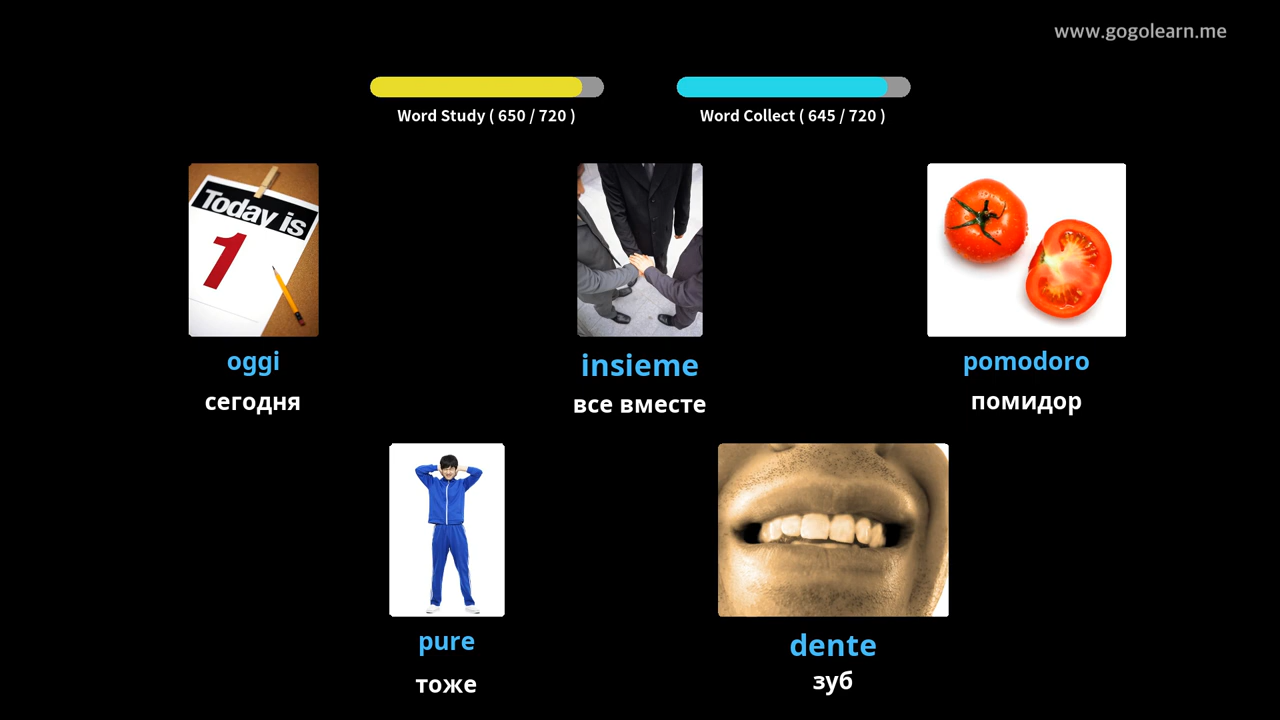 www.gogolearn.me
Word Study ( 650 / 720 )
Word Collect ( 645 / 720 )
Today is
1
oggi
сегодня
insieme
все вместе
pomodoro
помидор
pure
тоже
dente
зуб